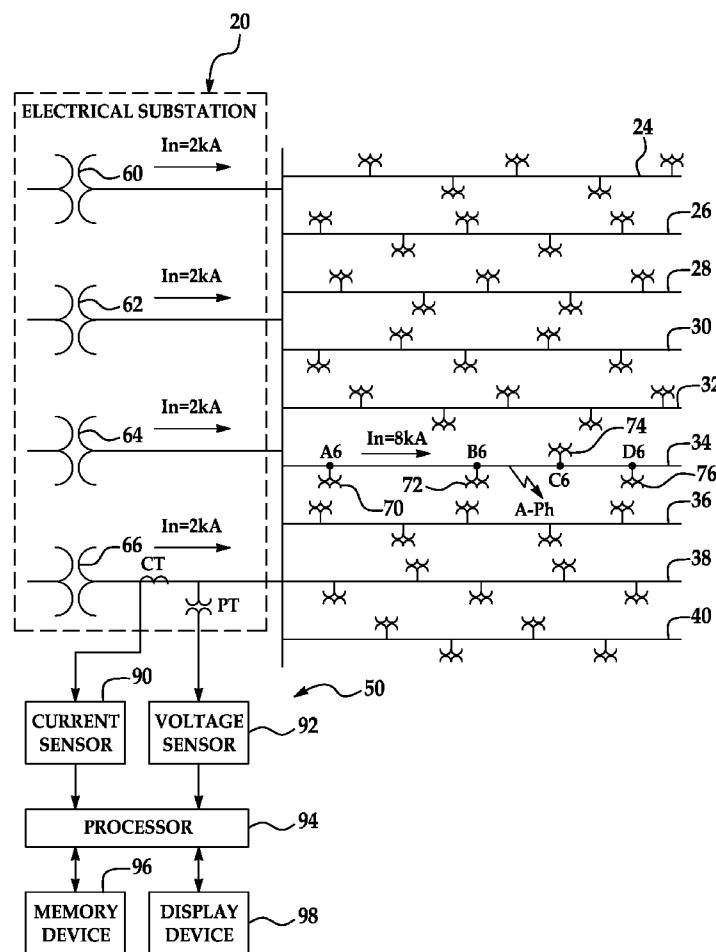 20
ELECTRICAL SUBSTATION
In=2kA
60
24
26
In=2kA
62
28
30
In=2kA
64
32
In=8kA
74
34
A6
B6
D6
C6
70
72
76
A-Ph
36
In=2kA
66
CT
PT
38
40
50
90
CURRENT
SENSOR
VOLTAGE
SENSOR
92
PROCESSOR
94
96
MEMORY
DEVICE
DISPLAY
DEVICE
98